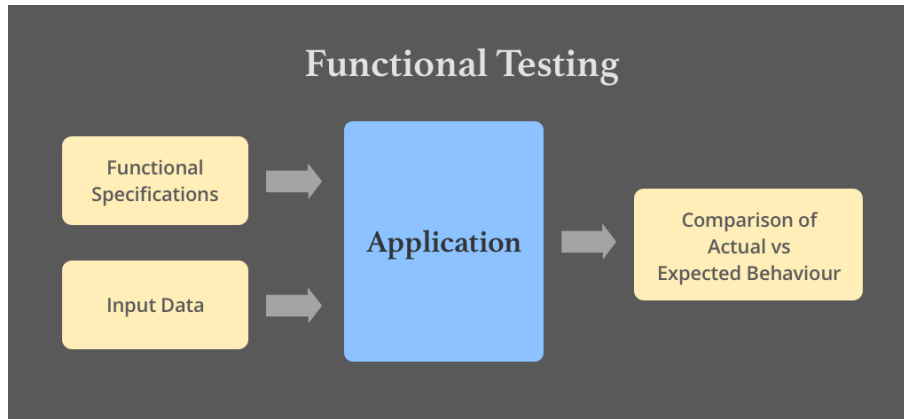 Functional Testing
Functional
Specifications
Input Data
Application
Comparison of
Actual vs
Expected Behaviour